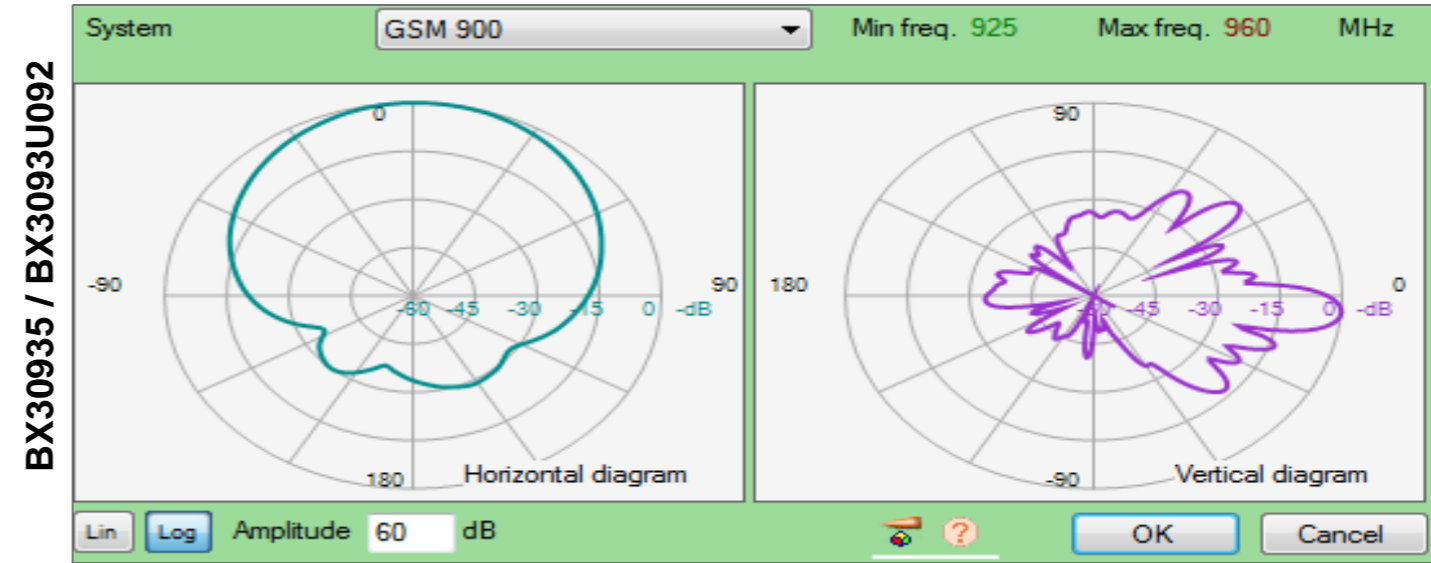 BX30935 / BX3093U092
System GSM 900 Min freq. 925 Max freq. 960 MHz
0
-90 90
-60 -45 -30 -15 0 -dB
180 Horizontal diagram
90
180 0
-45 -30 -15 0 -dB
-90 Vertical diagram
Lin Log Amplitude 60 dB ? OK Cancel